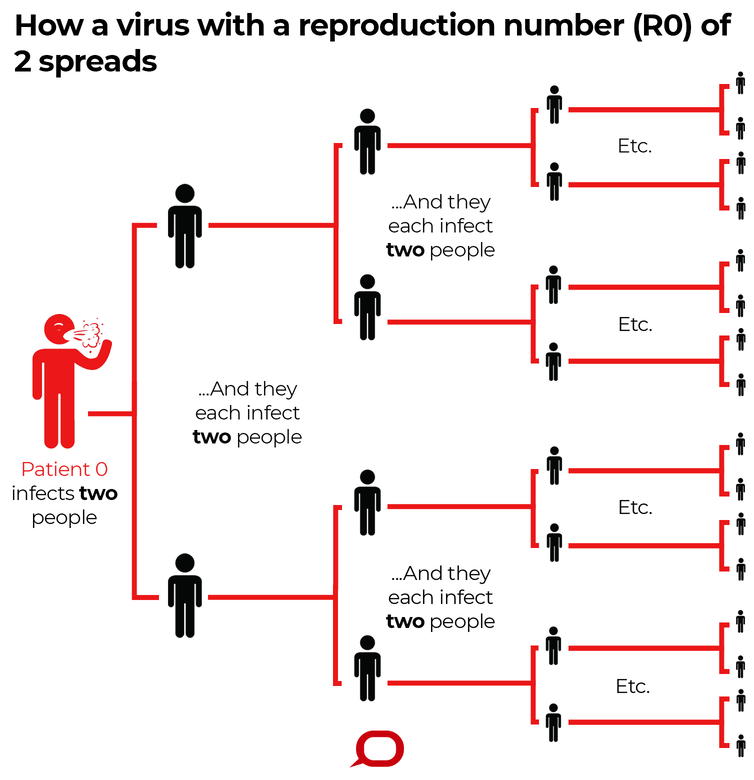 How a virus with a reproduction number (R0) of
2 spreads
Etc.
...And they
each infect
two people
Etc.
...And they
each infect
two people
Patient 0
infects two
people
Etc.
...And they
each infect
two people
Etc.